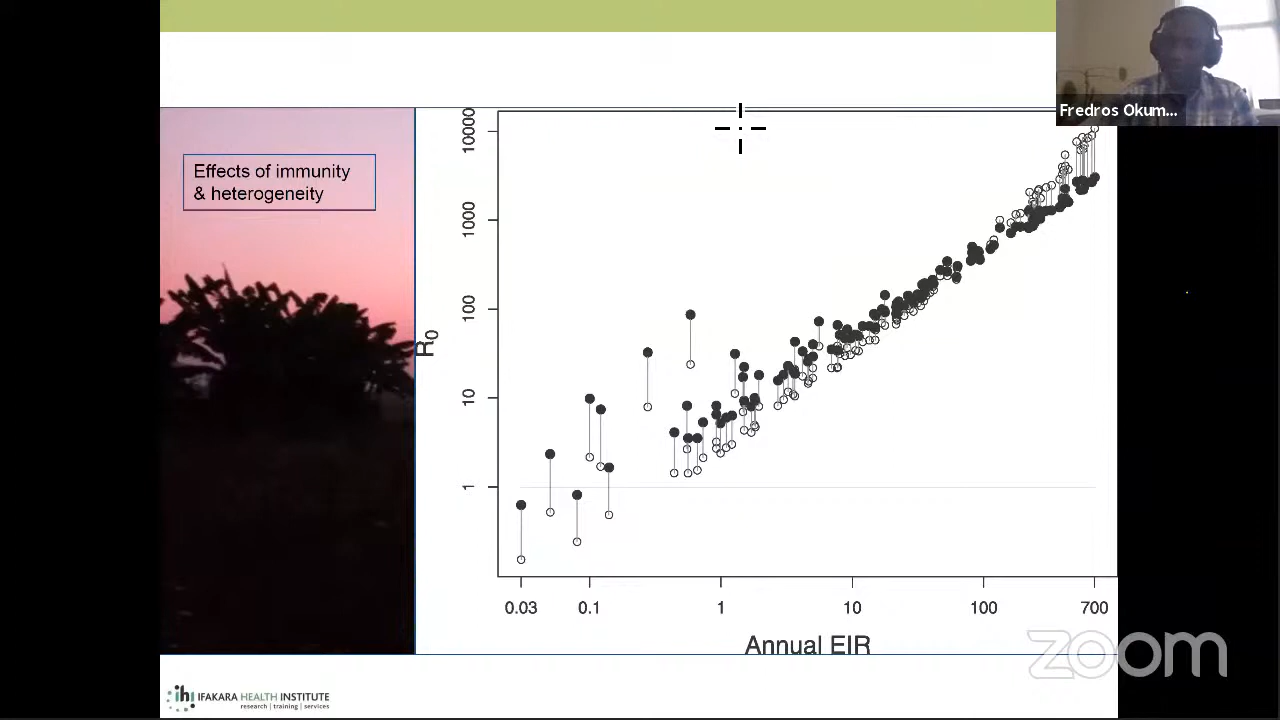 Fredros Okum...
Effects of immunity
& heterogeneity
R0
10000
1000
100
10
1
0.03 0.1 1 10 100 700
Annual EIR
zoom
ihi IFAKARA HEALTH INSTITUTE
research | training | services